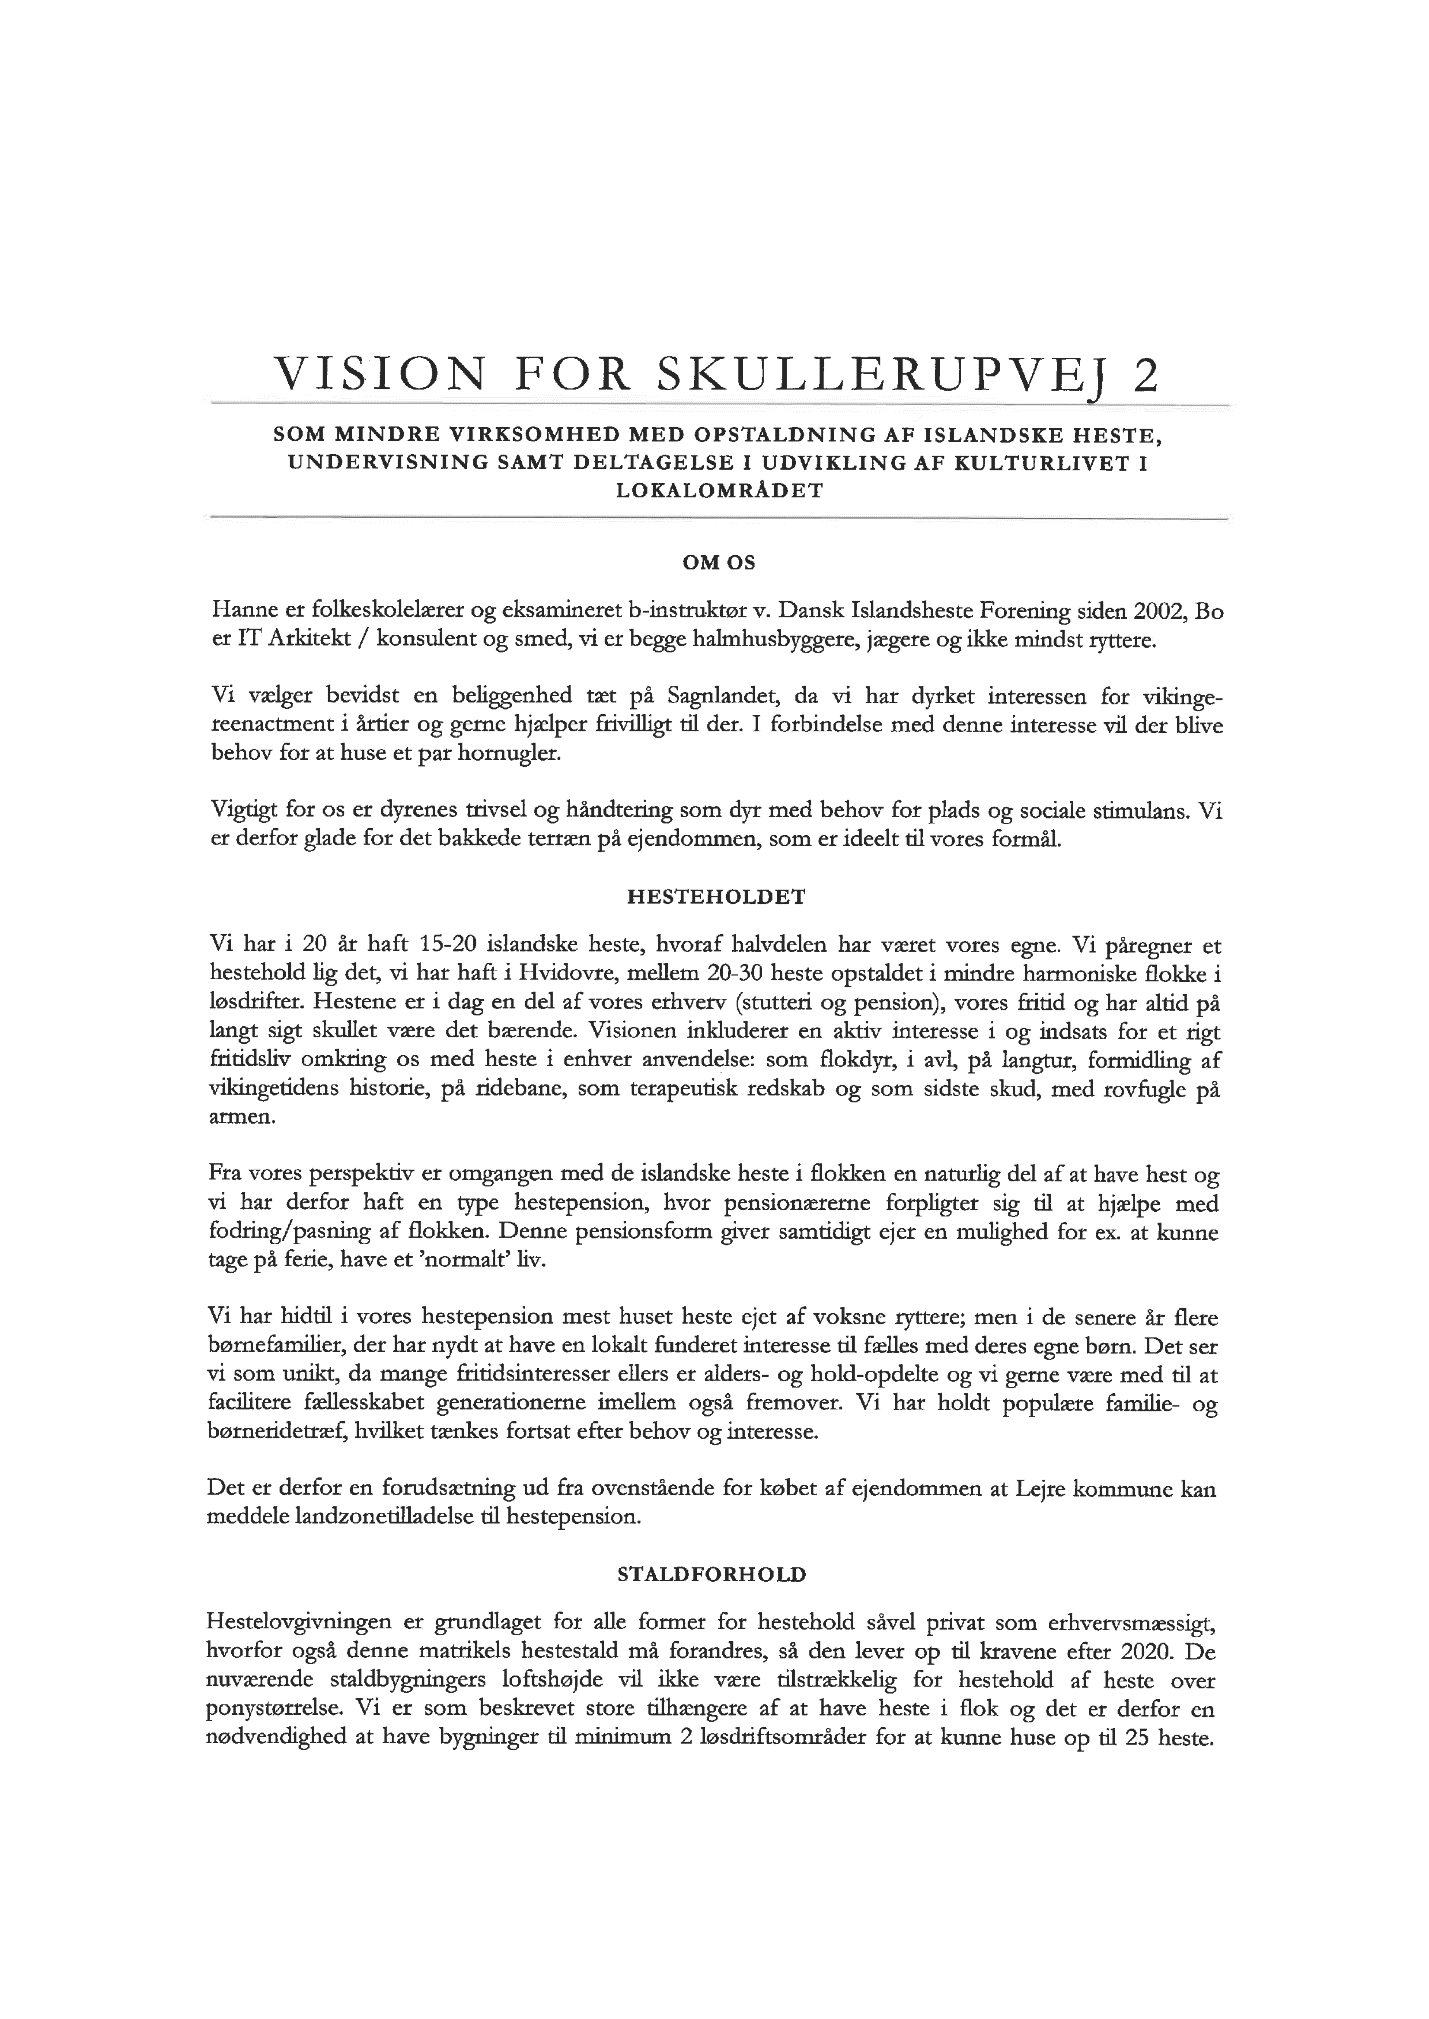 VISION FOR SKULLERUPVEJ 2
SOM MINDRE VIRKSOMHED MED OPSTALDNING AF ISLANDSKE HESTE,
UNDERVISNING SAMT DELTAGELSE I UDVIKLING AF KULTURLIVET I
LOKALOMRÅDET
OM OS
Hanne er folkeskolelærer og eksamineret b-instruktør v. Dansk Islandsheste Forening siden 2002, Bo
er IT Arkitekt / konsulent og smed, vi er begge halmhusbyggere, jægere og ikke mindst ryttere.
Vi vælger bevidst en beliggenhed tæt på Sagnlandet, da vi har dyrket interessen for vikinge-
reenactment i årtier og gerne hjælper frivilligt til der. I forbindelse med denne interesse vil der blive
behov for at huse et par hornugler.
Vigtigt for os er dyrenes trivsel og håndtering som dyr med behov for plads og sociale stimulans. Vi
er derfor glade for det bakkede terræn på ejendommen, som er ideelt til vores formål.
HESTEHOLDET
Vi har i 20 år haft 15-20 islandske heste, hvoraf halvdelen har været vores egne. Vi påregner et
hestehold lig det, vi har haft i Hvidovre, mellem 20-30 heste opstaldet i mindre harmoniske flokke i
løsdrifter. Hestene er i dag en del af vores erhverv (stutteri og pension), vores fritid og har altid på
langt sigt skullet være det bærende. Visionen inkluderer en aktiv interesse i og indsats for et rigt
fritidsliv omkring os med heste i enhver anvendelse: som flokdyr, i avl, på langtur, formidling af
vikingetidens historie, på ridebane, som terapeutisk redskab og som sidste skud, med rovfugle på
armen.
Fra vores perspektiv er omgangen med de islandske heste i flokken en naturlig del af at have hest og
vi har derfor haft en type hestepension, hvor pensionærerne forpligter sig til at hjælpe med
fodring/pasning af flokken. Denne pensionsform giver samtidigt ejer en mulighed for ex. at kunne
tage på ferie, have et ’normalt’ liv.
Vi har hidtil i vores hestepension mest huset heste ejet af voksne ryttere; men i de senere år flere
børnefamilier, der har nydt at have en lokalt funderet interesse til fælles med deres egne børn. Det ser
vi som unikt, da mange fritidsinteresser ellers er alders- og hold-opdelte og vi gerne være med til at
facilitere fællesskabet generationerne imellem også fremover. Vi har holdt populære familie- og
børneridetræf, hvilket tænkes fortsat efter behov og interesse.
Det er derfor en forudsætning ud fra ovenstående for købet af ejendommen at Lejre kommune kan
meddele landzonetilladelse til hestepension.
STALDFORHOLD
Hestelovgivningen er grundlaget for alle former for hestehold såvel privat som erhvervsmæssigt,
hvorfor også denne matrikels hestestald må forandres, så den lever op til kravene efter 2020. De
nuværende staldbygningers loftshøjde vil ikke være tilstrækkelig for hestehold af heste over
ponystørrelse. Vi er som beskrevet store tilhængere af at have heste i flok og det er derfor en
nødvendighed at have bygninger til minimum 2 løsdriftsområder for at kunne huse op til 25 heste.